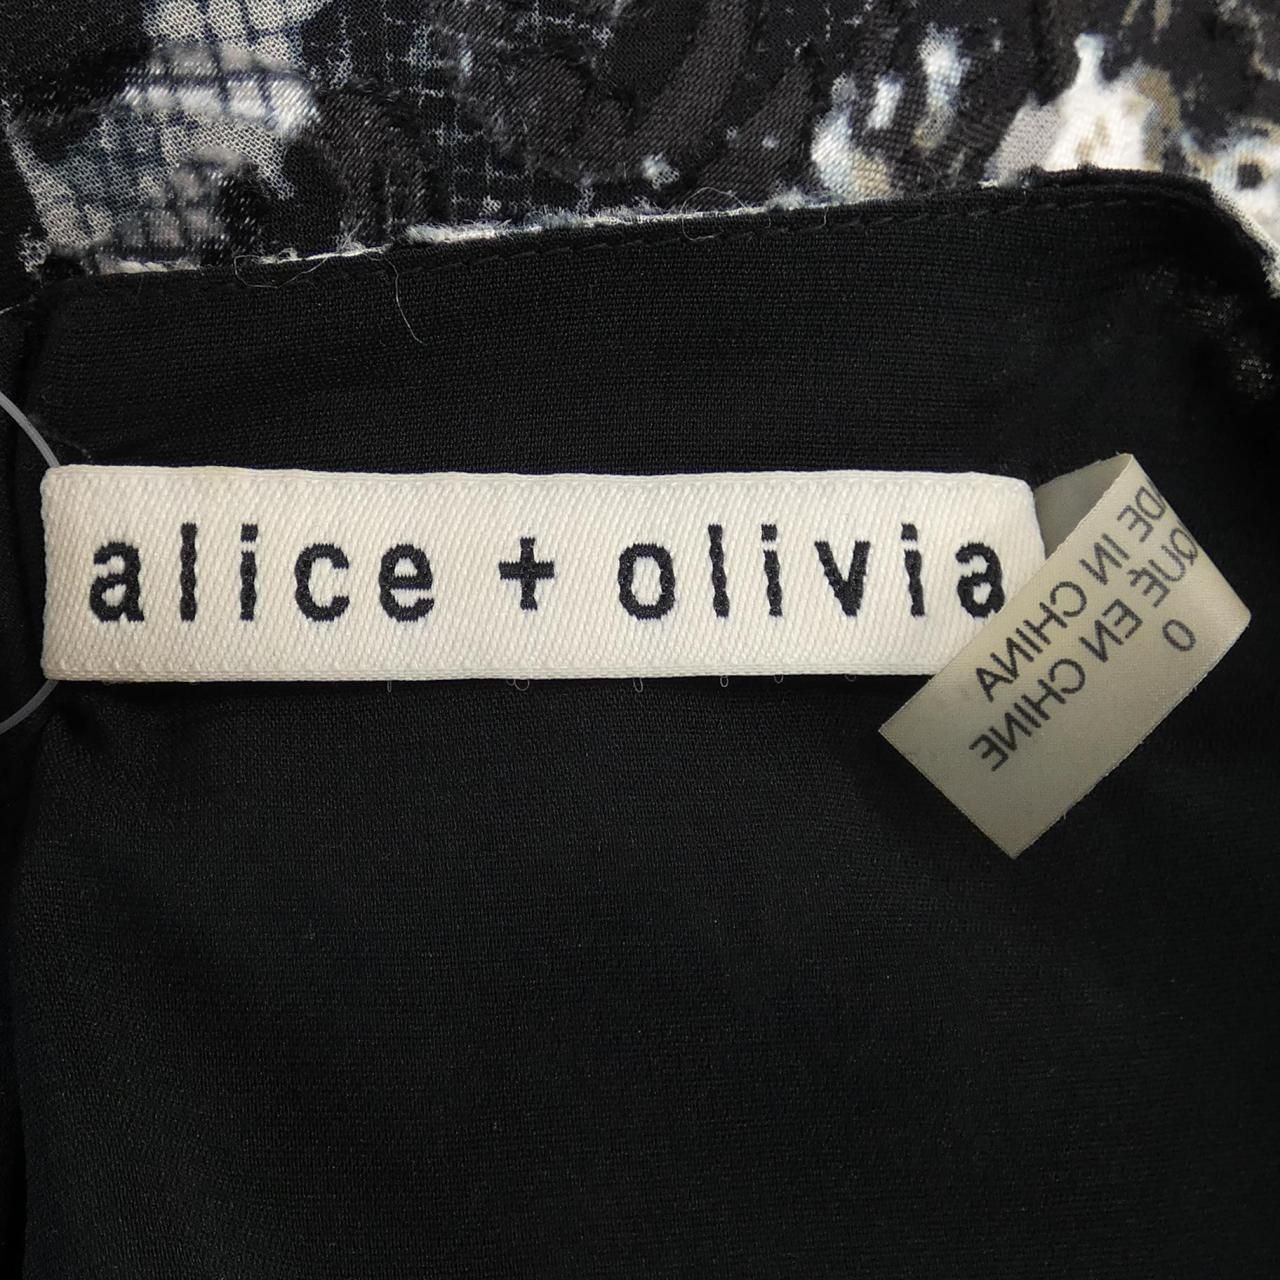 alice + olivia
DE IN CHINA
QUÉ EN CHINE
0